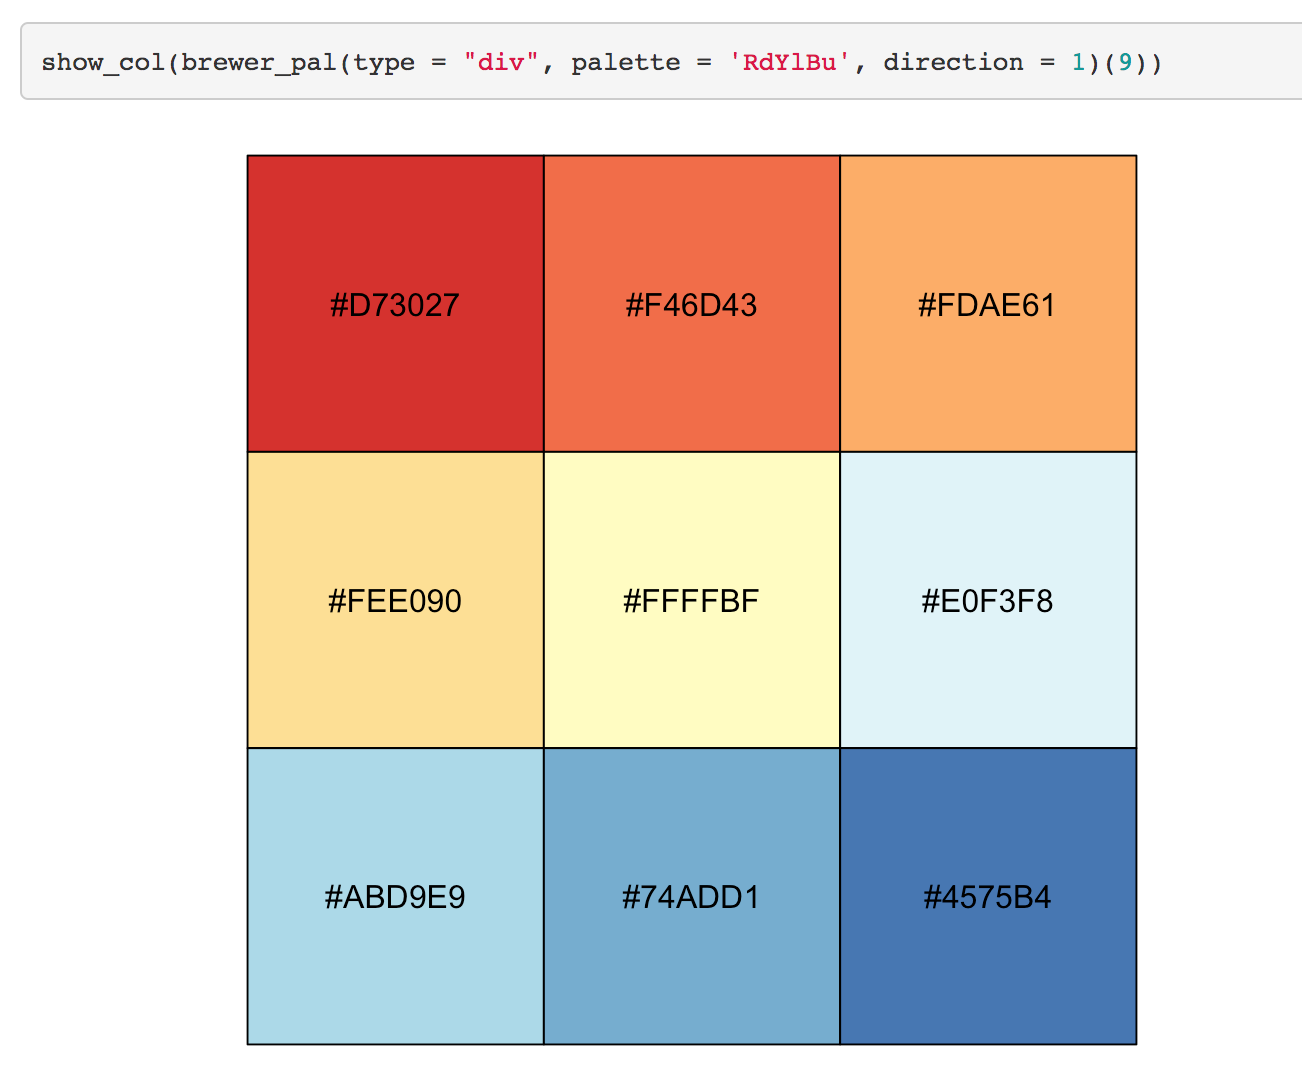 show_col(brewer_pal(type = "div", palette = 'RdYlBu', direction = 1)(9))
#D73027 #F46D43 #FDAE61
#FEE090 #FFFFBF #E0F3F8
#ABD9E9 #74ADD1 #4575B4